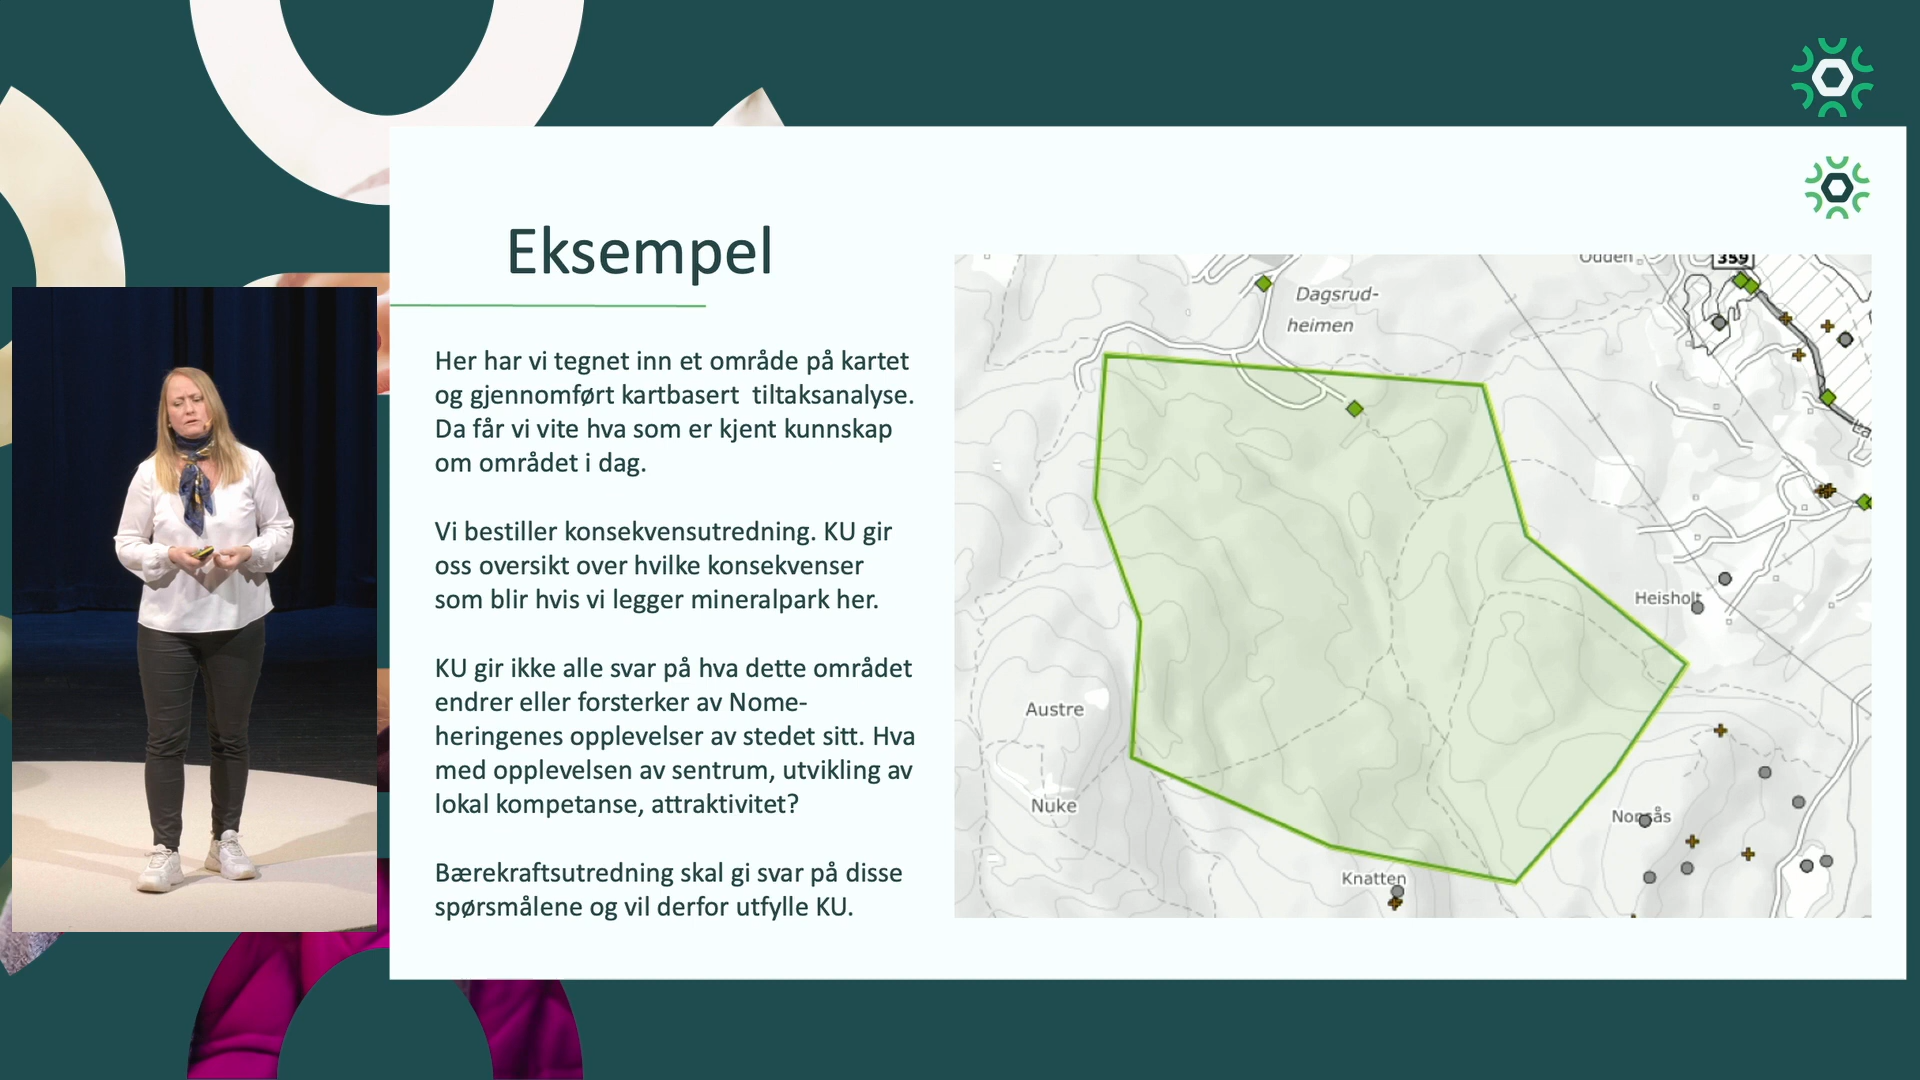 Eksempel
Her har vi tegnet inn et område på kartet
og gjennomført kartbasert tiltaksanalyse.
Da får vi vite hva som er kjent kunnskap
om området i dag.
Vi bestiller konsekvensutredning. KU gir
oss oversikt over hvilke konsekvenser
som blir hvis vi legger mineralpark her.
KU gir ikke alle svar på hva dette området
endrer eller forsterker av Nome-
heringenes opplevelser av stedet sitt. Hva
med opplevelsen av sentrum, utvikling av
lokal kompetanse, attraktivitet?
Bærekraftsutredning skal gi svar på disse
spørsmålene og vil derfor utfylle KU.
Odden
359
Dagsrud-
heimen
Heisholt
Austre
Nuke
Norsås
Knatten